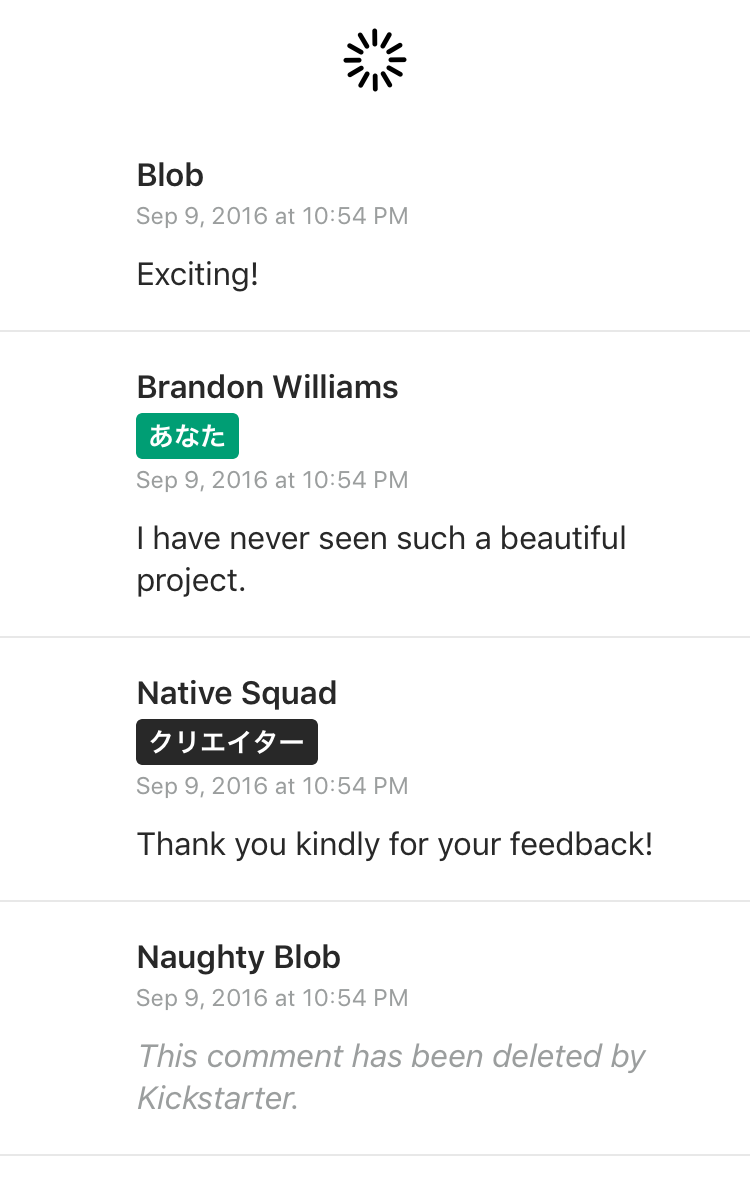 Blob
Sep 9, 2016 at 10:54 PM
Exciting!
Brandon Williams
あなた
Sep 9, 2016 at 10:54 PM
I have never seen such a beautiful
project.
Native Squad
クリエイター
Sep 9, 2016 at 10:54 PM
Thank you kindly for your feedback!
Naughty Blob
Sep 9, 2016 at 10:54 PM
This comment has been deleted by
Kickstarter.